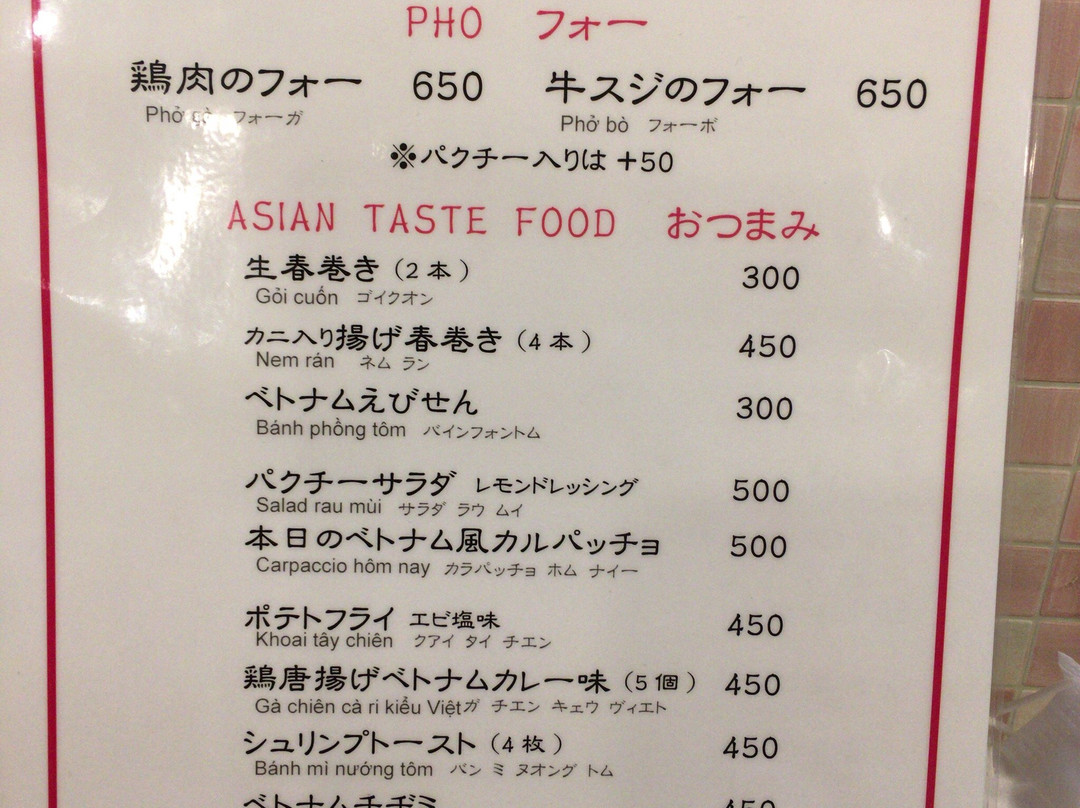 PHO フォー
鶏肉のフォー 650 牛スジのフォー 650
Phở gà フォーガ Phở bò フォーボ
※パクチー入りは +50
ASIAN TASTE FOOD おつまみ
生春巻き (2本) 300
Gỏi cuốn ゴイクオン
カニ入り揚げ春巻き (4本) 450
Nem rán ネム ラン
ベトナムえびせん 300
Bánh phồng tôm バインフォントム
パクチーサラダ レモンドレッシング 500
Salad rau mùi サラダ ラウ ムイ
本日のベトナム風カルパッチョ 500
Carpaccio hôm nay カラパッチョ ホム ナイー
ポテトフライ エビ塩味 450
Khoai tây chiên クアイ タイ チエン
鶏唐揚げベトナムカレー味 (5個) 450
Gà chiên cà ri kiểu Việt ガ チエン キェウ ヴィエト
シュリンプトースト (4枚) 450
Bánh mì nướng tôm バン ミ ヌオング トム
ベトナムチヂミ 450